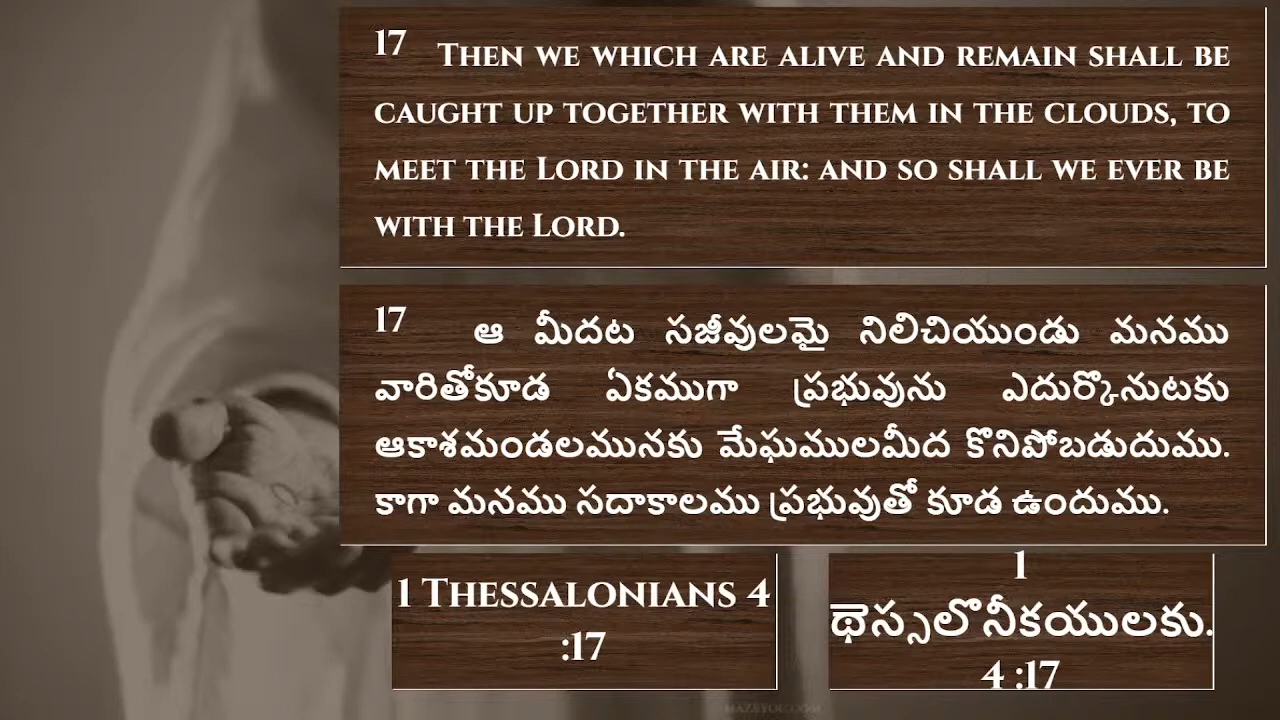 17 Then we which are alive and remain shall be
caught up together with them in the clouds, to
meet the Lord in the air: and so shall we ever be
with the Lord.
17 ఆ మీదట సజీవులమై నిలిచియుండు మనము
వారితోకూడ ఏకముగా ప్రభువును ఎదుర్కొనుటకు
ఆకాశమండలమునకు మేఘములమీద కొనిపోబడుదుము.
కాగా మనము సదాకాలము ప్రభువుతో కూడ ఉందుము.
1 Thessalonians 4
:17
1
థెస్సలొనీకయులకు.
4 :17